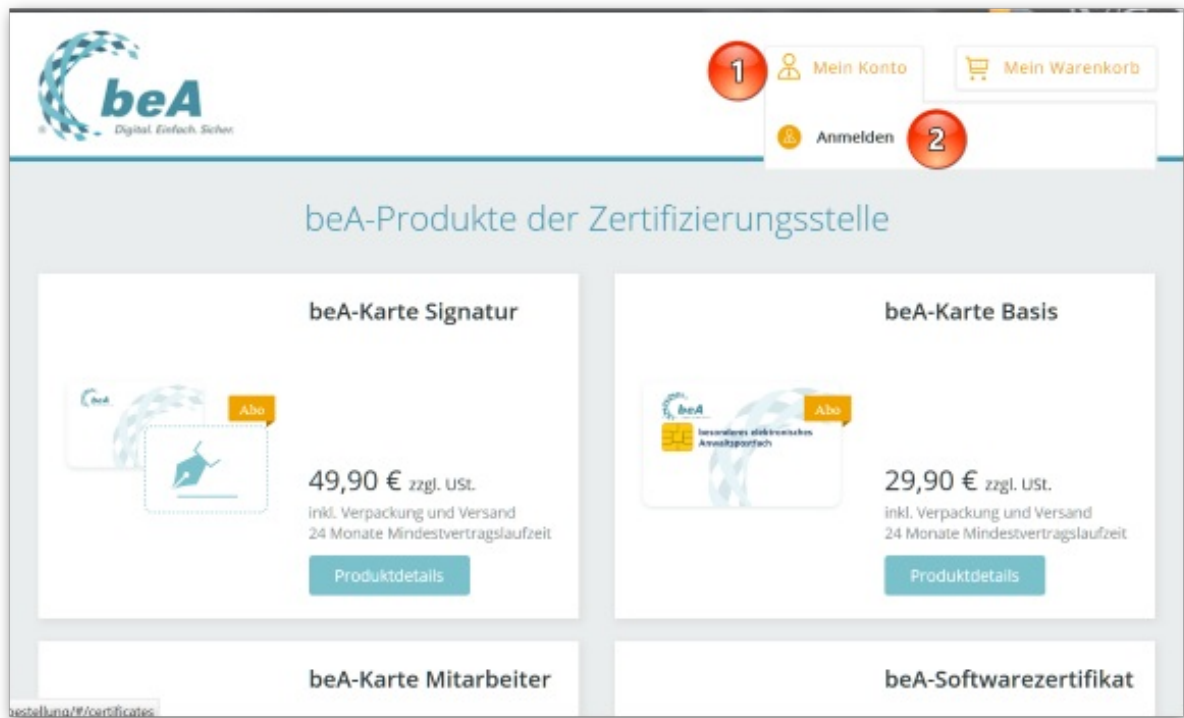 beA
Digital. Einfach. Sicher.
1
Mein Konto
Mein Warenkorb
Anmelden
2
beA-Produkte der Zertifizierungsstelle
beA-Karte Signatur
beA
Abo
49,90 € zzgl. USt.
inkl. Verpackung und Versand
24 Monate Mindestvertragslaufzeit
Produktdetails
beA-Karte Basis
beA
Abo
besonderes elektronisches
Anwaltspostfach
29,90 € zzgl. USt.
inkl. Verpackung und Versand
24 Monate Mindestvertragslaufzeit
Produktdetails
beA-Karte Mitarbeiter
beA-Softwarezertifikat
bestellung/#/certificates